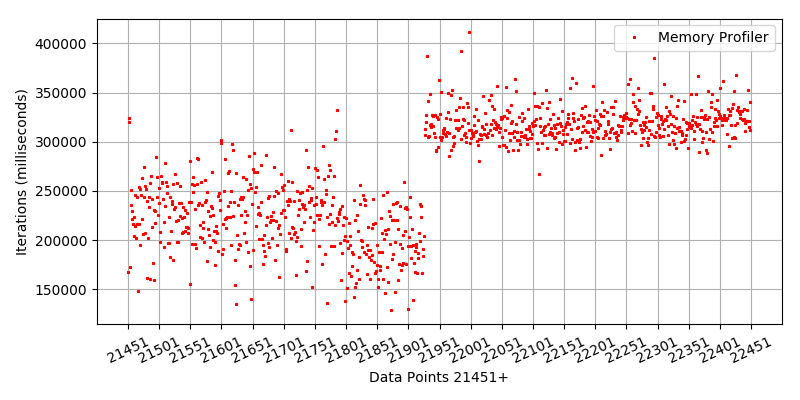 Memory Profiler
400000
350000
300000
250000
200000
150000
Iterations (milliseconds)
21451 21501 21551 21601 21651 21701 21751 21801 21851 21901 21951 22001 22051 22101 22151 22201 22251 22301 22351 22401 22451
Data Points 21451+